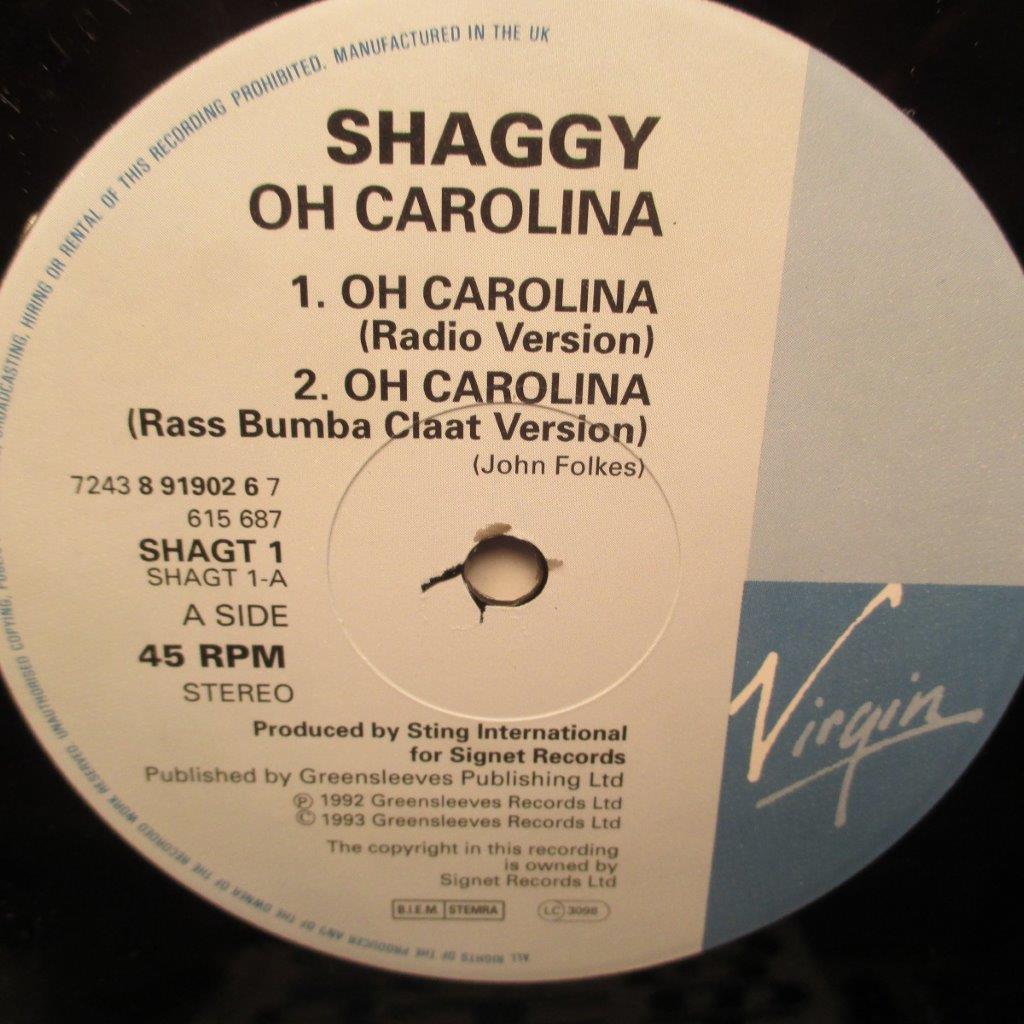 SHAGGY
OH CAROLINA
1. OH CAROLINA
(Radio Version)
2. OH CAROLINA
(Rass Bumba Claat Version)
(John Folkes)
7243 8 91902 6 7
615 687
SHAGT 1
SHAGT 1-A
A SIDE
45 RPM
STEREO
Produced by Sting International
for Signet Records
Published by Greensleeves Publishing Ltd
℗ 1992 Greensleeves Records Ltd
© 1993 Greensleeves Records Ltd
The copyright in this recording
is owned by
Signet Records Ltd
B.I.E.M. STEMRA
LC 3098
Virgin
ALL RIGHTS OF THE PRODUCER AND OF THE OWNER OF THE RECORDED WORK RESERVED UNAUTHORISED COPYING, BROADCASTING, HIRING OR RENTAL OF THIS RECORDING PROHIBITED. MANUFACTURED IN THE UK